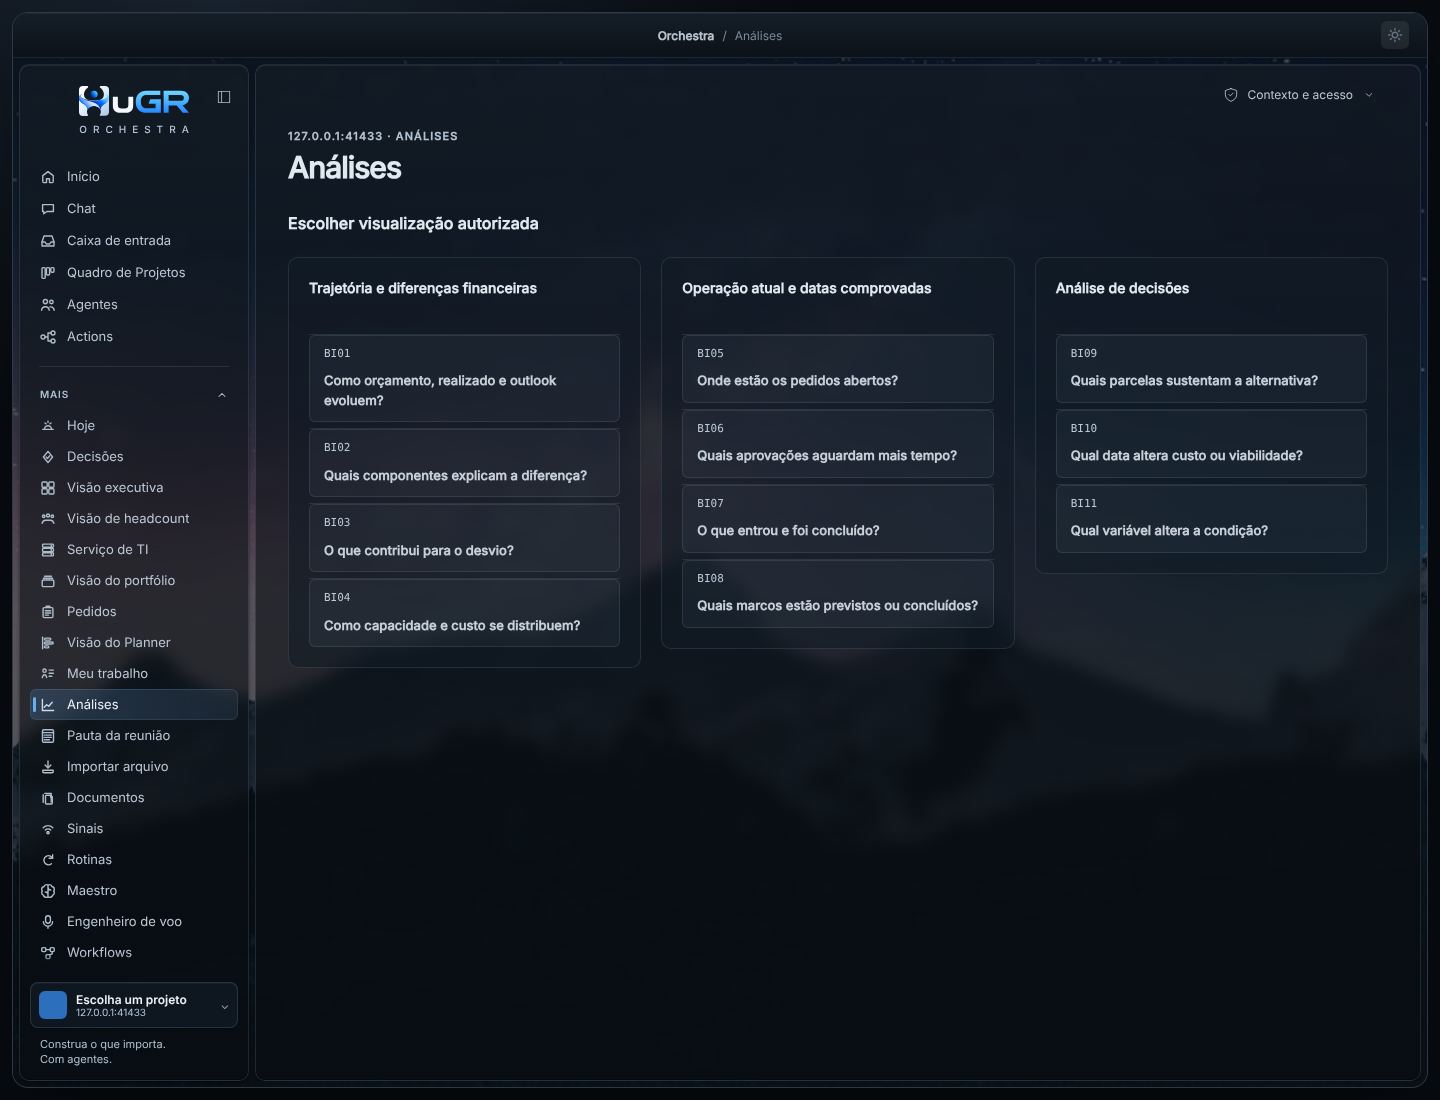 Orchestra / Análises
HuGR
ORCHESTRA
Início
Chat
Caixa de entrada
Quadro de Projetos
Agentes
Actions
MAIS
Hoje
Decisões
Visão executiva
Visão de headcount
Serviço de TI
Visão do portfólio
Pedidos
Visão do Planner
Meu trabalho
Análises
Pauta da reunião
Importar arquivo
Documentos
Sinais
Rotinas
Maestro
Engenheiro de voo
Workflows
Escolha um projeto
127.0.0.1:41433
Construa o que importa.
Com agentes.
Contexto e acesso
127.0.0.1:41433 · ANÁLISES
Análises
Escolher visualização autorizada
Trajetória e diferenças financeiras
BI01
Como orçamento, realizado e outlook
evoluem?
BI02
Quais componentes explicam a diferença?
BI03
O que contribui para o desvio?
BI04
Como capacidade e custo se distribuem?
Operação atual e datas comprovadas
BI05
Onde estão os pedidos abertos?
BI06
Quais aprovações aguardam mais tempo?
BI07
O que entrou e foi concluído?
BI08
Quais marcos estão previstos ou concluídos?
Análise de decisões
BI09
Quais parcelas sustentam a alternativa?
BI10
Qual data altera custo ou viabilidade?
BI11
Qual variável altera a condição?